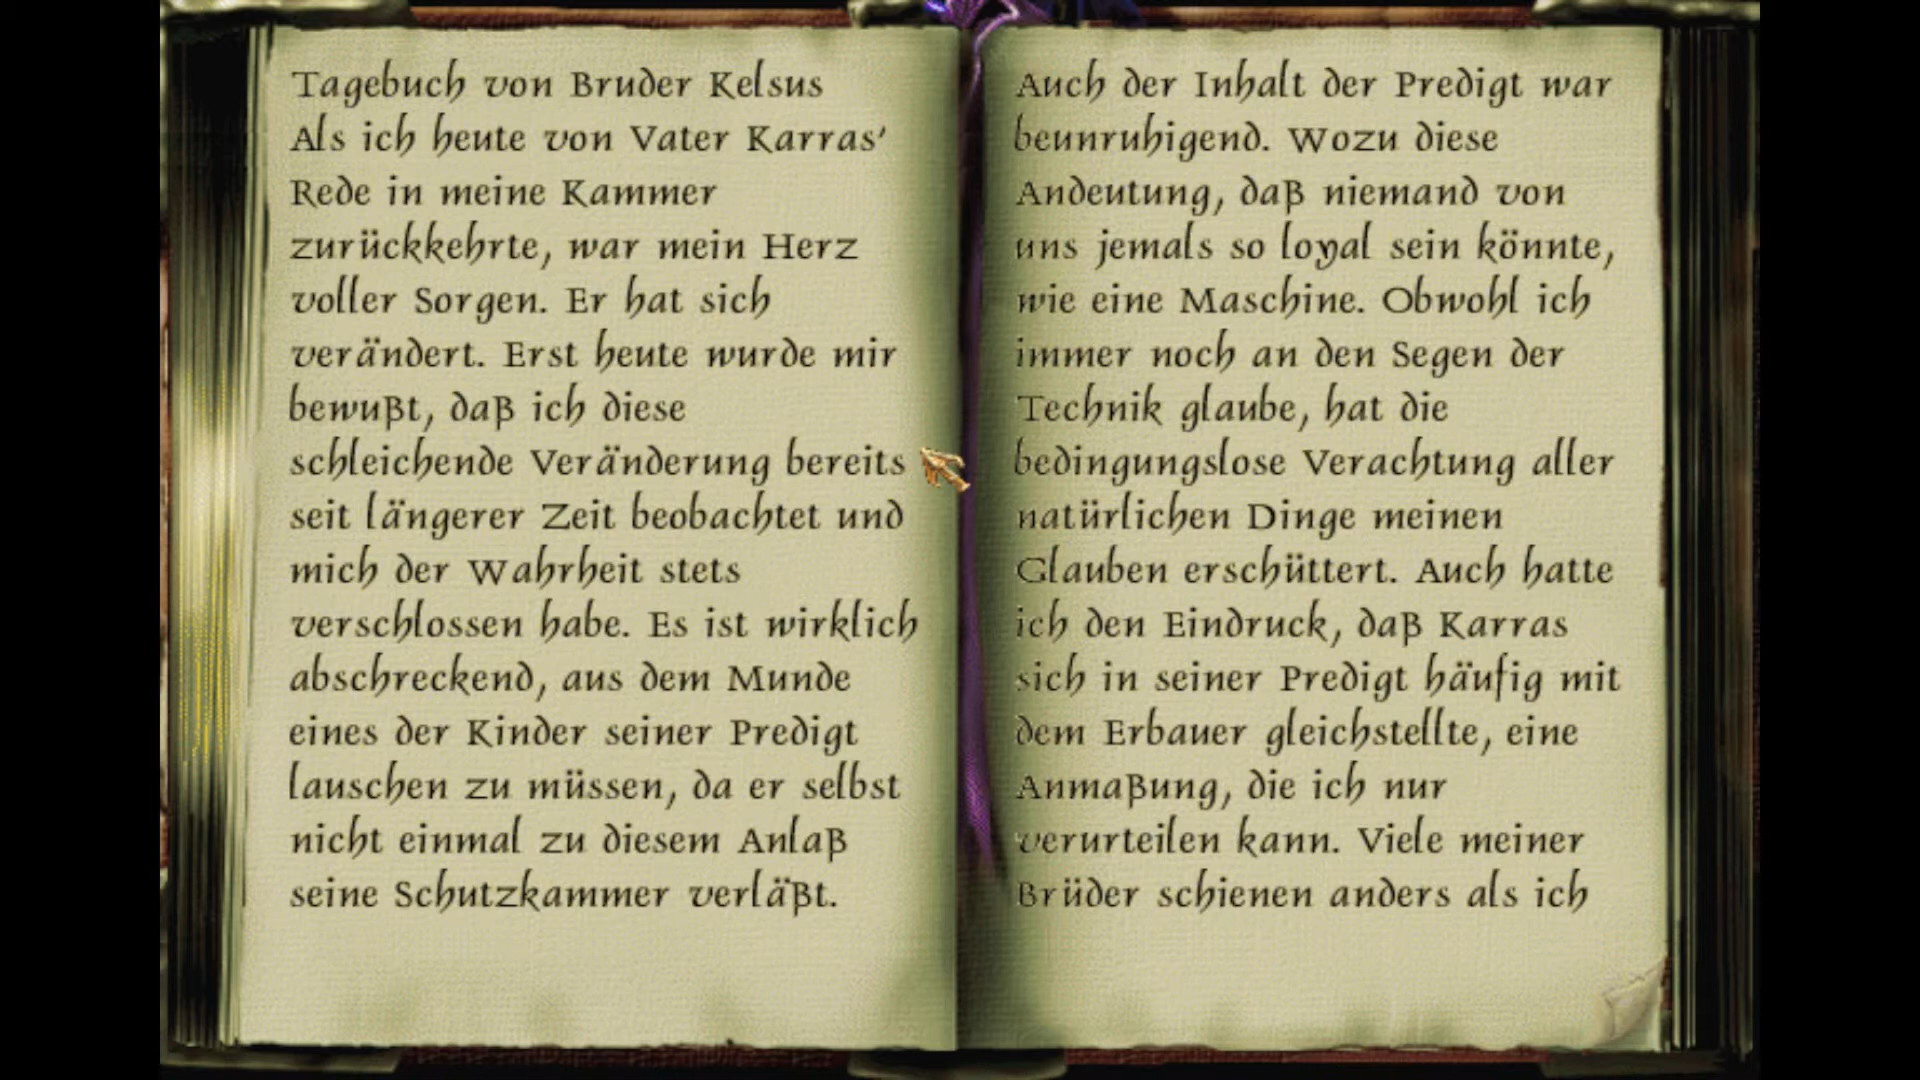 Tagebuch von Bruder Kelsus
Als ich heute von Vater Karras'
Rede in meine Kammer
zurückkehrte, war mein Herz
voller Sorgen. Er hat sich
verändert. Erst heute wurde mir
bewußt, daß ich diese
schleichende Veränderung bereits
seit längerer Zeit beobachtet und
mich der Wahrheit stets
verschlossen habe. Es ist wirklich
abschreckend, aus dem Munde
eines der Kinder seiner Predigt
lauschen zu müssen, da er selbst
nicht einmal zu diesem Anlaß
seine Schutzkammer verläßt.
Auch der Inhalt der Predigt war
beunruhigend. Wozu diese
Andeutung, daß niemand von
uns jemals so loyal sein könnte,
wie eine Maschine. Obwohl ich
immer noch an den Segen der
Technik glaube, hat die
bedingungslose Verachtung aller
natürlichen Dinge meinen
Glauben erschüttert. Auch hatte
ich den Eindruck, daß Karras
sich in seiner Predigt häufig mit
dem Erbauer gleichstellte, eine
Anmaßung, die ich nur
verurteilen kann. Viele meiner
Brüder schienen anders als ich